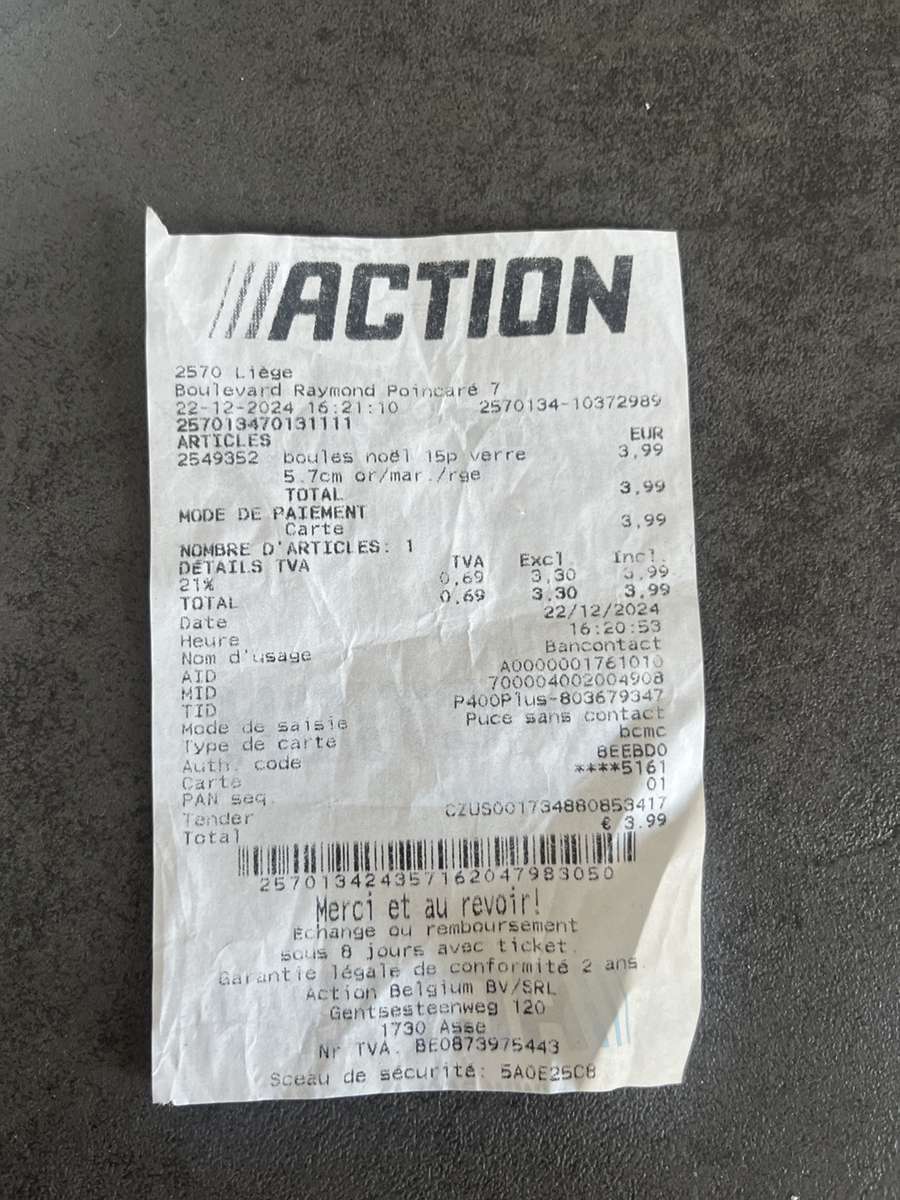 ///ACTION
2570 Liège
Boulevard Raymond Poincaré 7
22-12-2024 16:21:10 2570134-10372989
257013470131111
ARTICLES EUR
2549352 boules noël 15p verre 3,99
5.7cm or/mar./rge
TOTAL 3,99
MODE DE PAIEMENT
Carte 3,99
NOMBRE D'ARTICLES: 1
DÉTAILS TVA TVA Excl. Incl.
21% 0,69 3,30 3,99
TOTAL 0,69 3,30 3,99
Date 22/12/2024
Heure 16:20:53
Nom d'usage Bancontact
AID A0000001761010
MID 700004002004908
TID P400Plus-803679347
Mode de saisie Puce sans contact
Type de carte bcmc
Auth. code 8EEBD0
Carte ****5161
PAN seq. 01
Tender CZUS001734880853417
Total € 3.99
257013424357162047983050
Merci et au revoir!
Échange ou remboursement
sous 8 jours avec ticket.
Garantie légale de conformité 2 ans.
Action Belgium BV/SRL
Gentsesteenweg 120
1730 Asse
Nr TVA. BE0873975443
Sceau de sécurité: 5A0E25C8